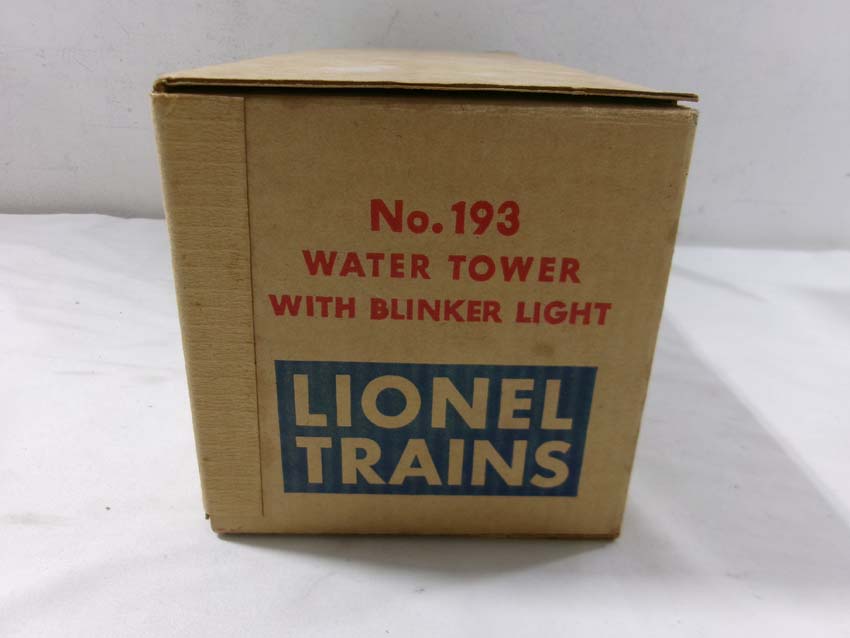 No. 193
WATER TOWER
WITH BLINKER LIGHT
LIONEL
TRAINS